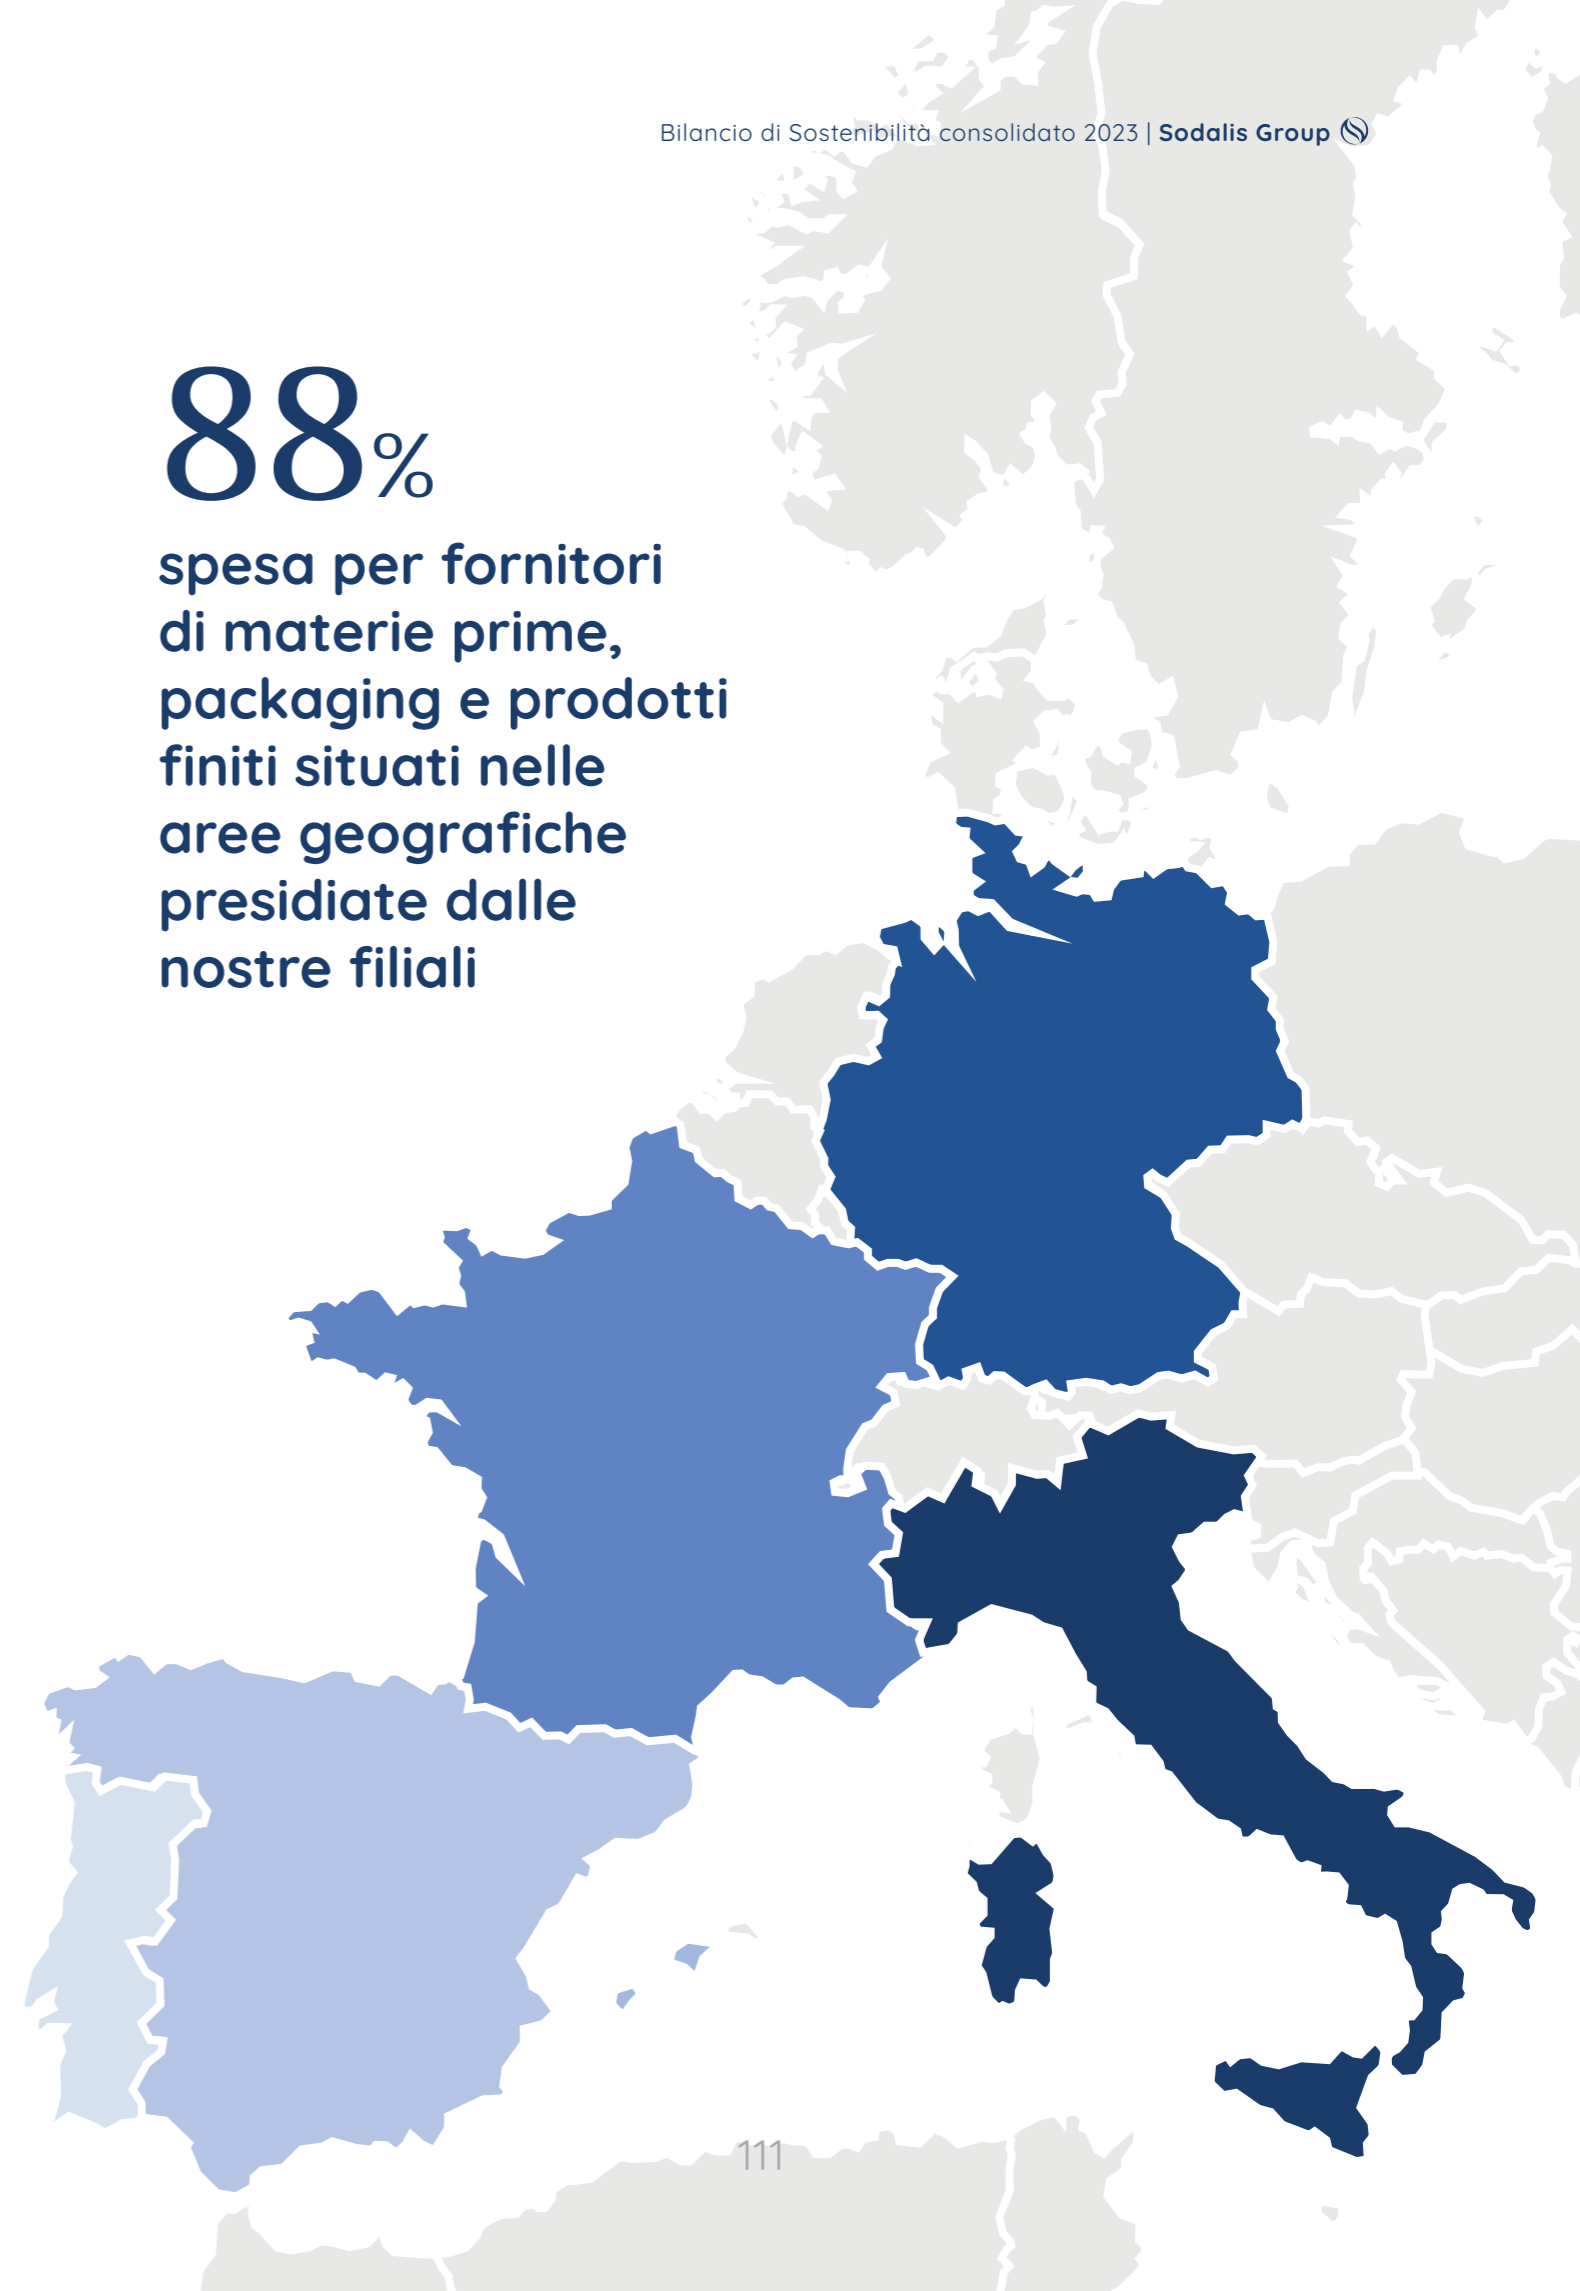 Bilancio di Sostenibilità consolidato 2023 | Sodalis Group
88%
spesa per fornitori
di materie prime,
packaging e prodotti
finiti situati nelle
aree geografiche
presidiate dalle
nostre filiali
111